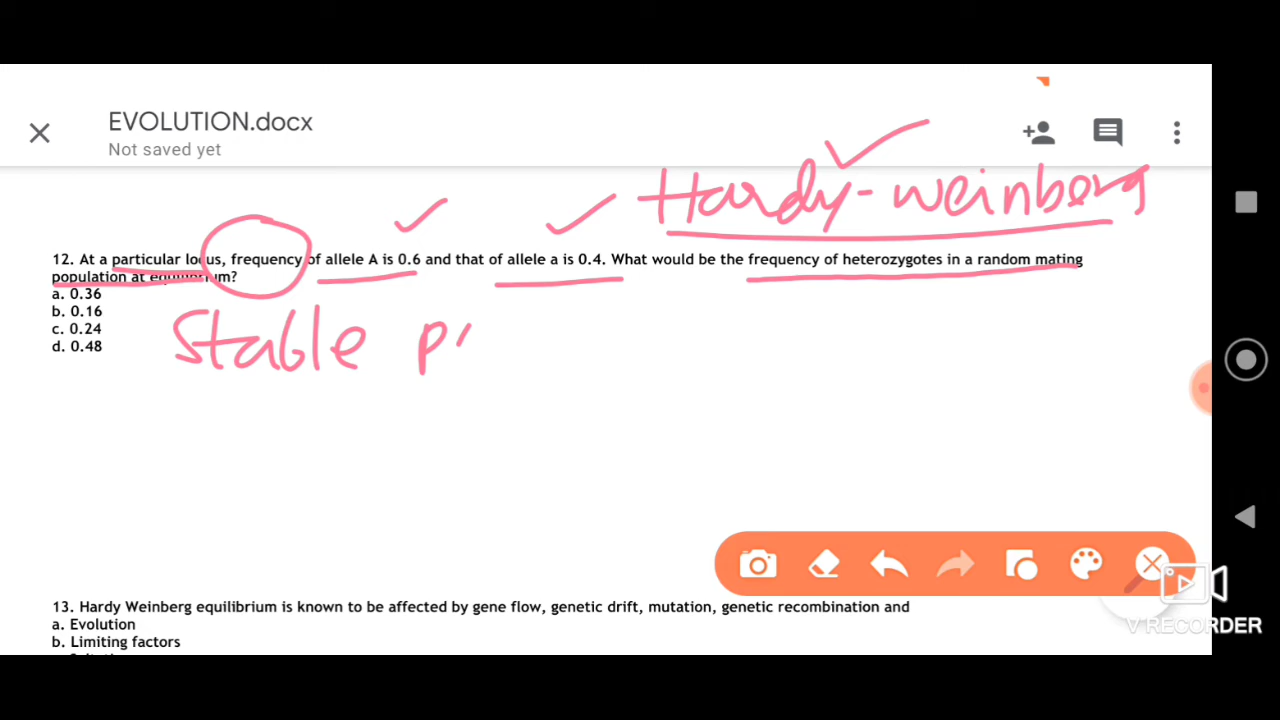 EVOLUTION.docx
Not saved yet
Hardy-weinberg
12. At a particular locus, frequency of allele A is 0.6 and that of allele a is 0.4. What would be the frequency of heterozygotes in a random mating
population at equilibrium?
a. 0.36
b. 0.16
c. 0.24
d. 0.48
Stable
13. Hardy Weinberg equilibrium is known to be affected by gene flow, genetic drift, mutation, genetic recombination and
a. Evolution
b. Limiting factors
V RECORDER